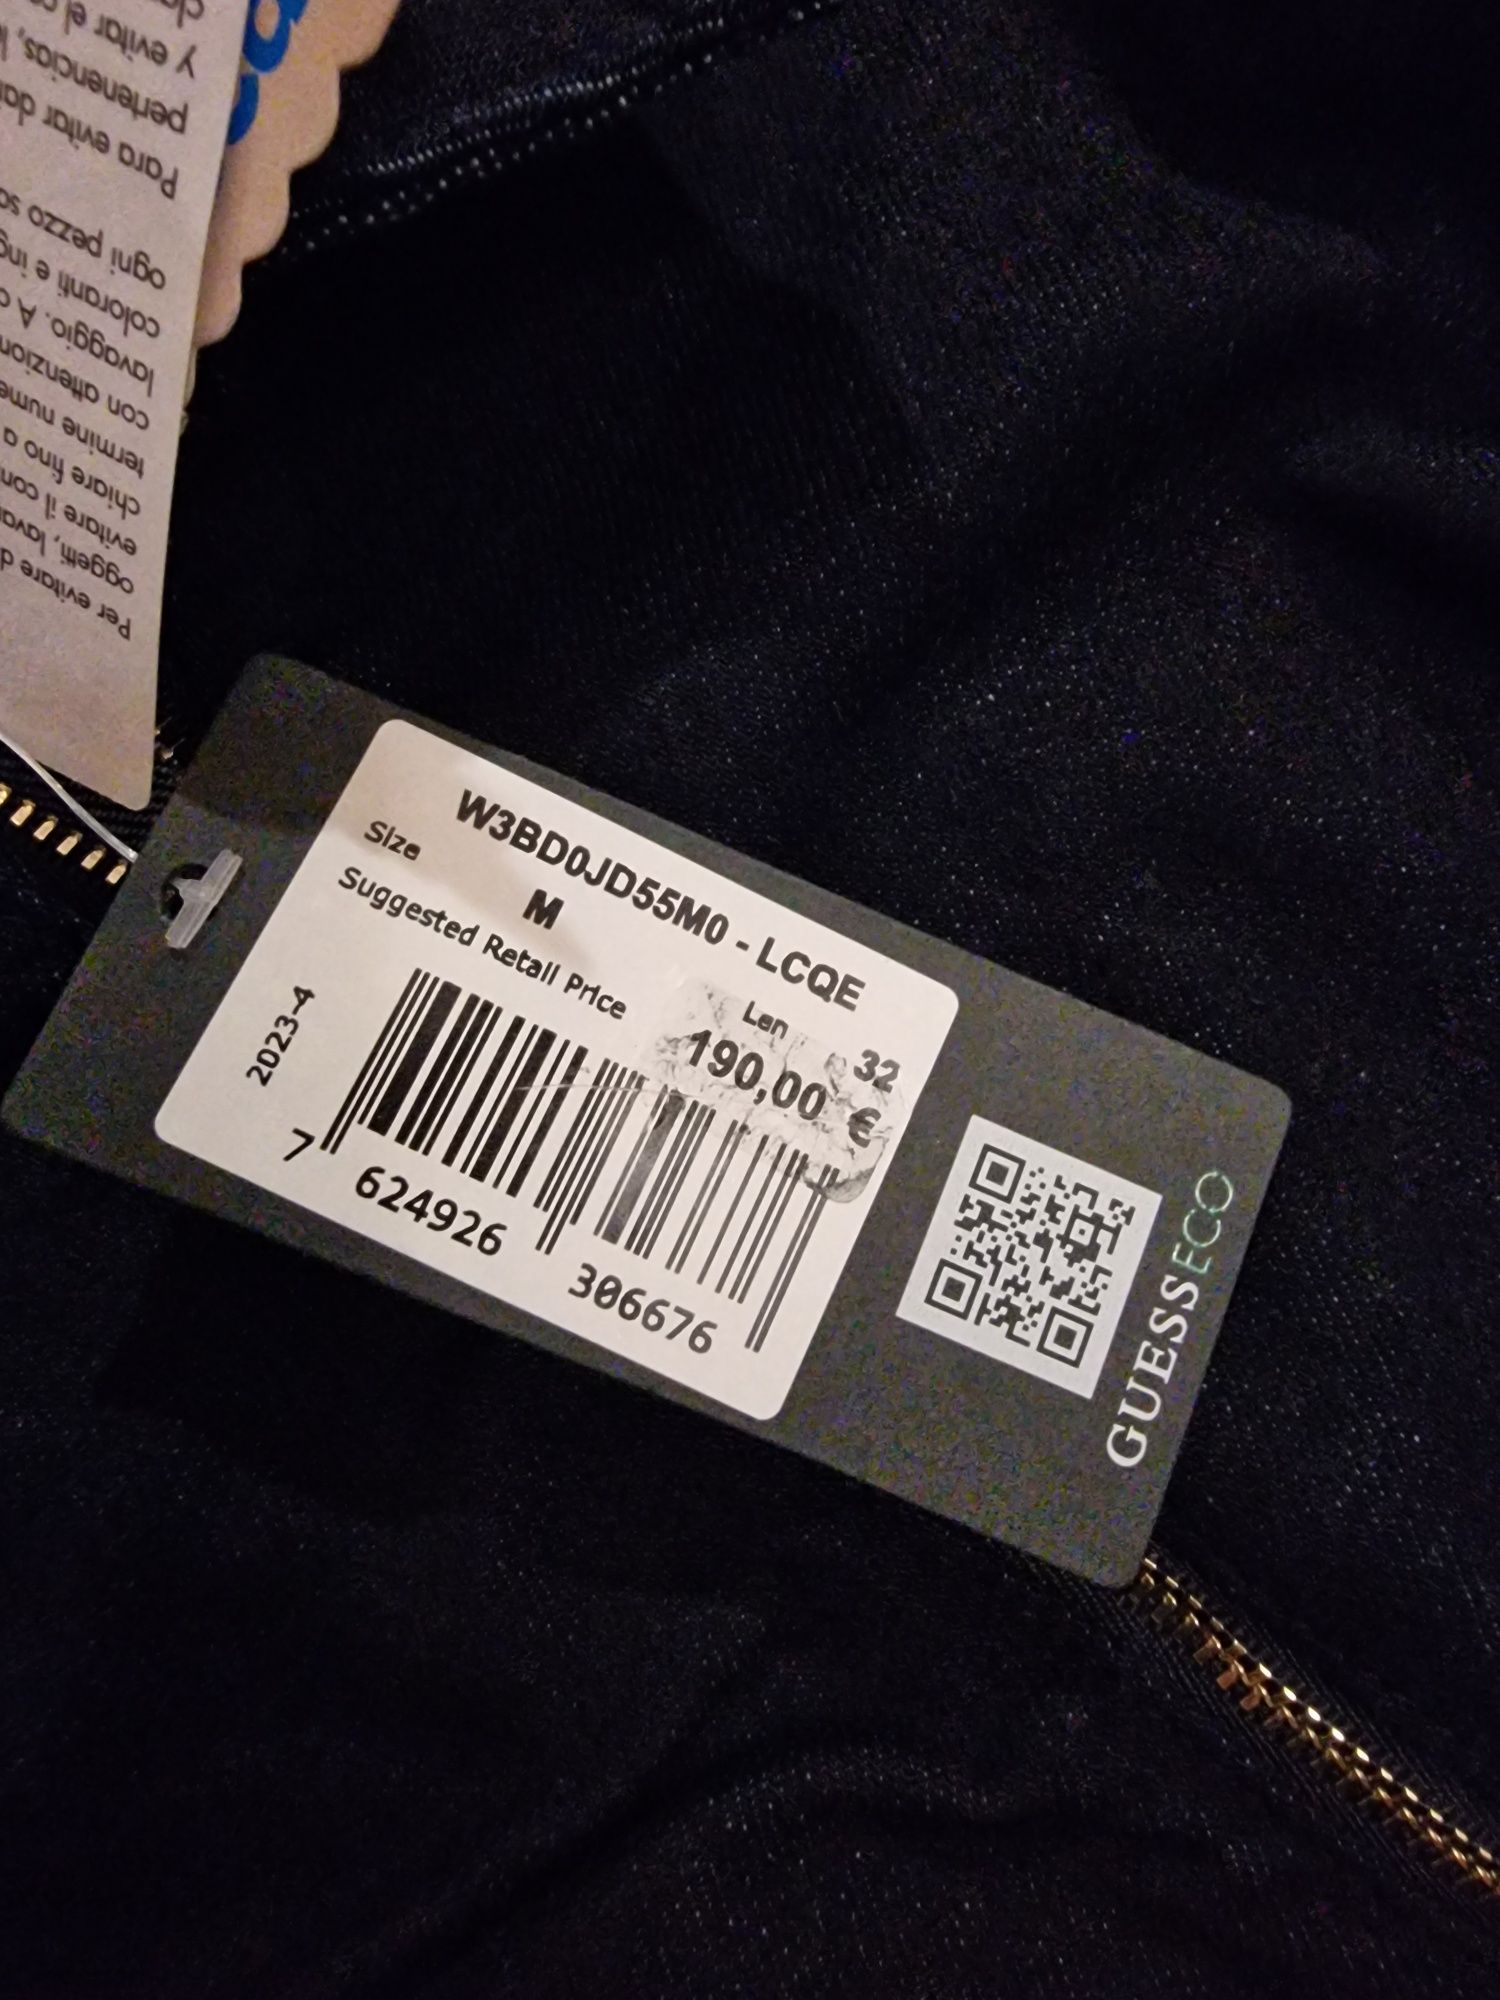 Per evitare d
oggetti, lavar
evitare il con
chiare fino a
termine nume
con attenzion
lavaggio. A c
coloranti e ing
ogni pezzo so
Para evitar dañ
pertenencias, l
y evitar el co
W3BD0JD55M0 - LCQE
Size M Len 32
Suggested Retail Price 190,00 €
2023-4
7 624926 306676
GUESS ECO